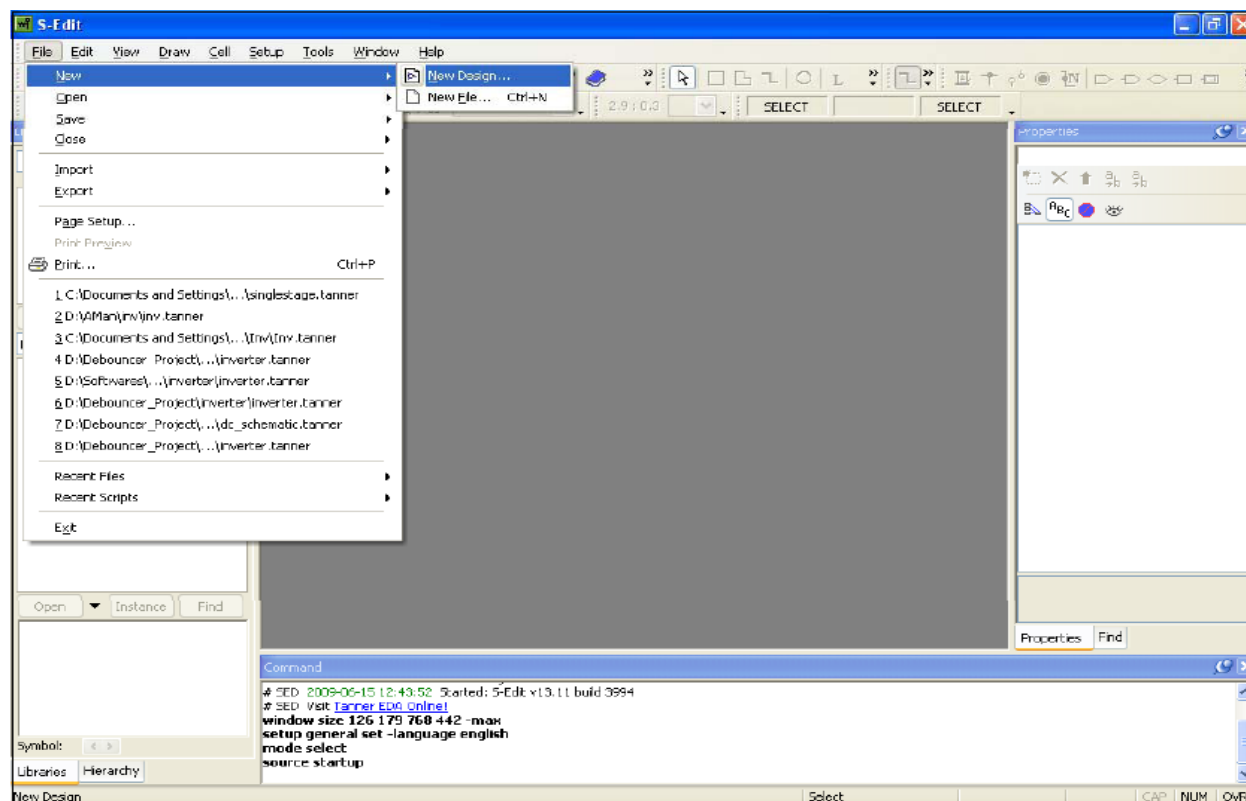 S-Edit
File Edit View Draw Cell Setup Tools Window Help
New
New Design...
Open
New File... Ctrl+N
2.9 : 0.3
SELECT
SELECT
Save
Close
Properties
Import
Export
Page Setup...
Print Preview
Print... Ctrl+P
1 C:\Documents and Settings\...\singlestage.tanner
2 D:\AMan\inv\inv.tanner
3 C:\Documents and Settings\...\Inv\Inv.tanner
4 D:\Debouncer_Project\...\inverter.tanner
5 D:\Softwares\...\inverter\inverter.tanner
6 D:\Debouncer_Project\inverter\inverter.tanner
7 D:\Debouncer_Project\...\dc_schematic.tanner
8 D:\Debouncer_Project\...\inverter.tanner
Recent Files
Recent Scripts
Exit
Open Instance Find
Properties Find
Command
# SED 2009-06-15 12:43:52 Started: S-Edit v13.11 build 3994
# SED Visit Tanner EDA Online!
window size 126 179 768 442 -max
setup general set -language english
mode select
source startup
Symbol:
Libraries Hierarchy
New Design
Select
CAP NUM OVR